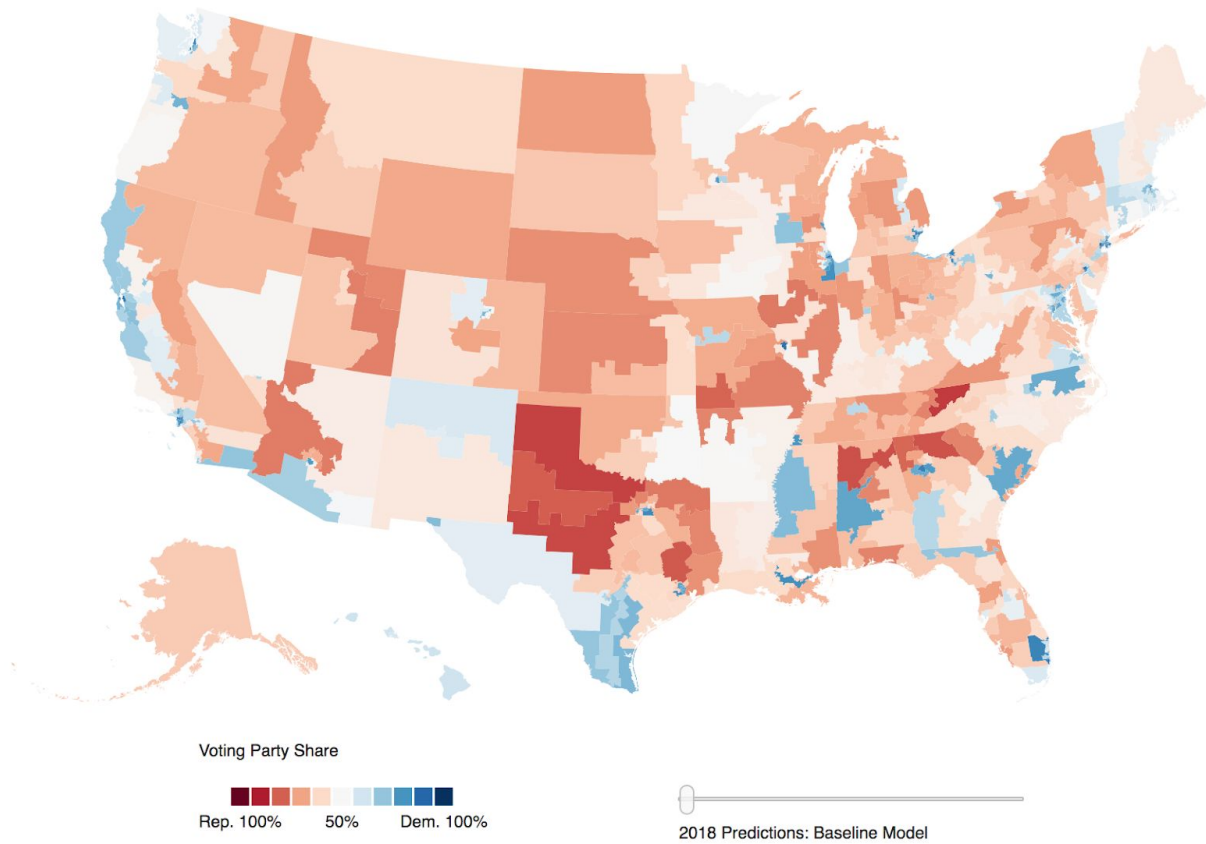 Voting Party Share
Rep. 100% 50% Dem. 100%
2018 Predictions: Baseline Model